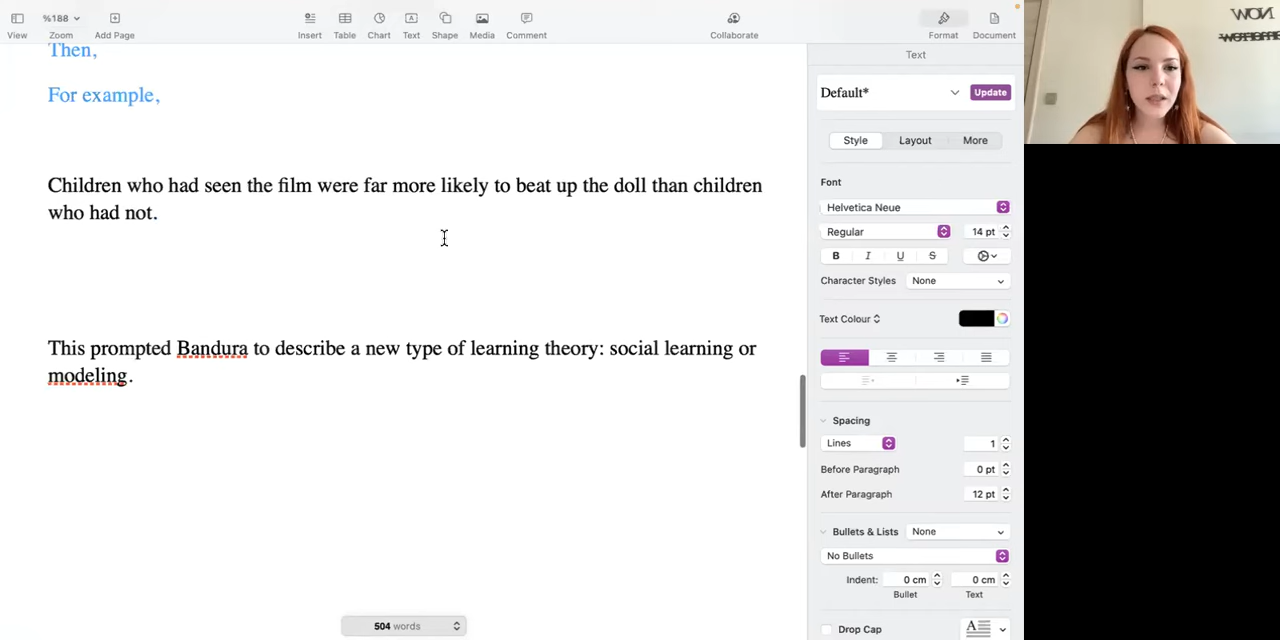 %188
View
Zoom
Add Page
Insert
Table
Chart
Text
Shape
Media
Comment
Collaborate
Format
Document
Then,
For example,
Children who had seen the film were far more likely to beat up the doll than children
who had not.
This prompted Bandura to describe a new type of learning theory: social learning or
modeling.
504 words
Text
Default*
Update
Style
Layout
More
Font
Helvetica Neue
Regular
14 pt
B I U S
Character Styles
None
Text Colour
Spacing
Lines
1
Before Paragraph
0 pt
After Paragraph
12 pt
Bullets & Lists
None
No Bullets
Indent:
0 cm
0 cm
Bullet
Text
Drop Cap